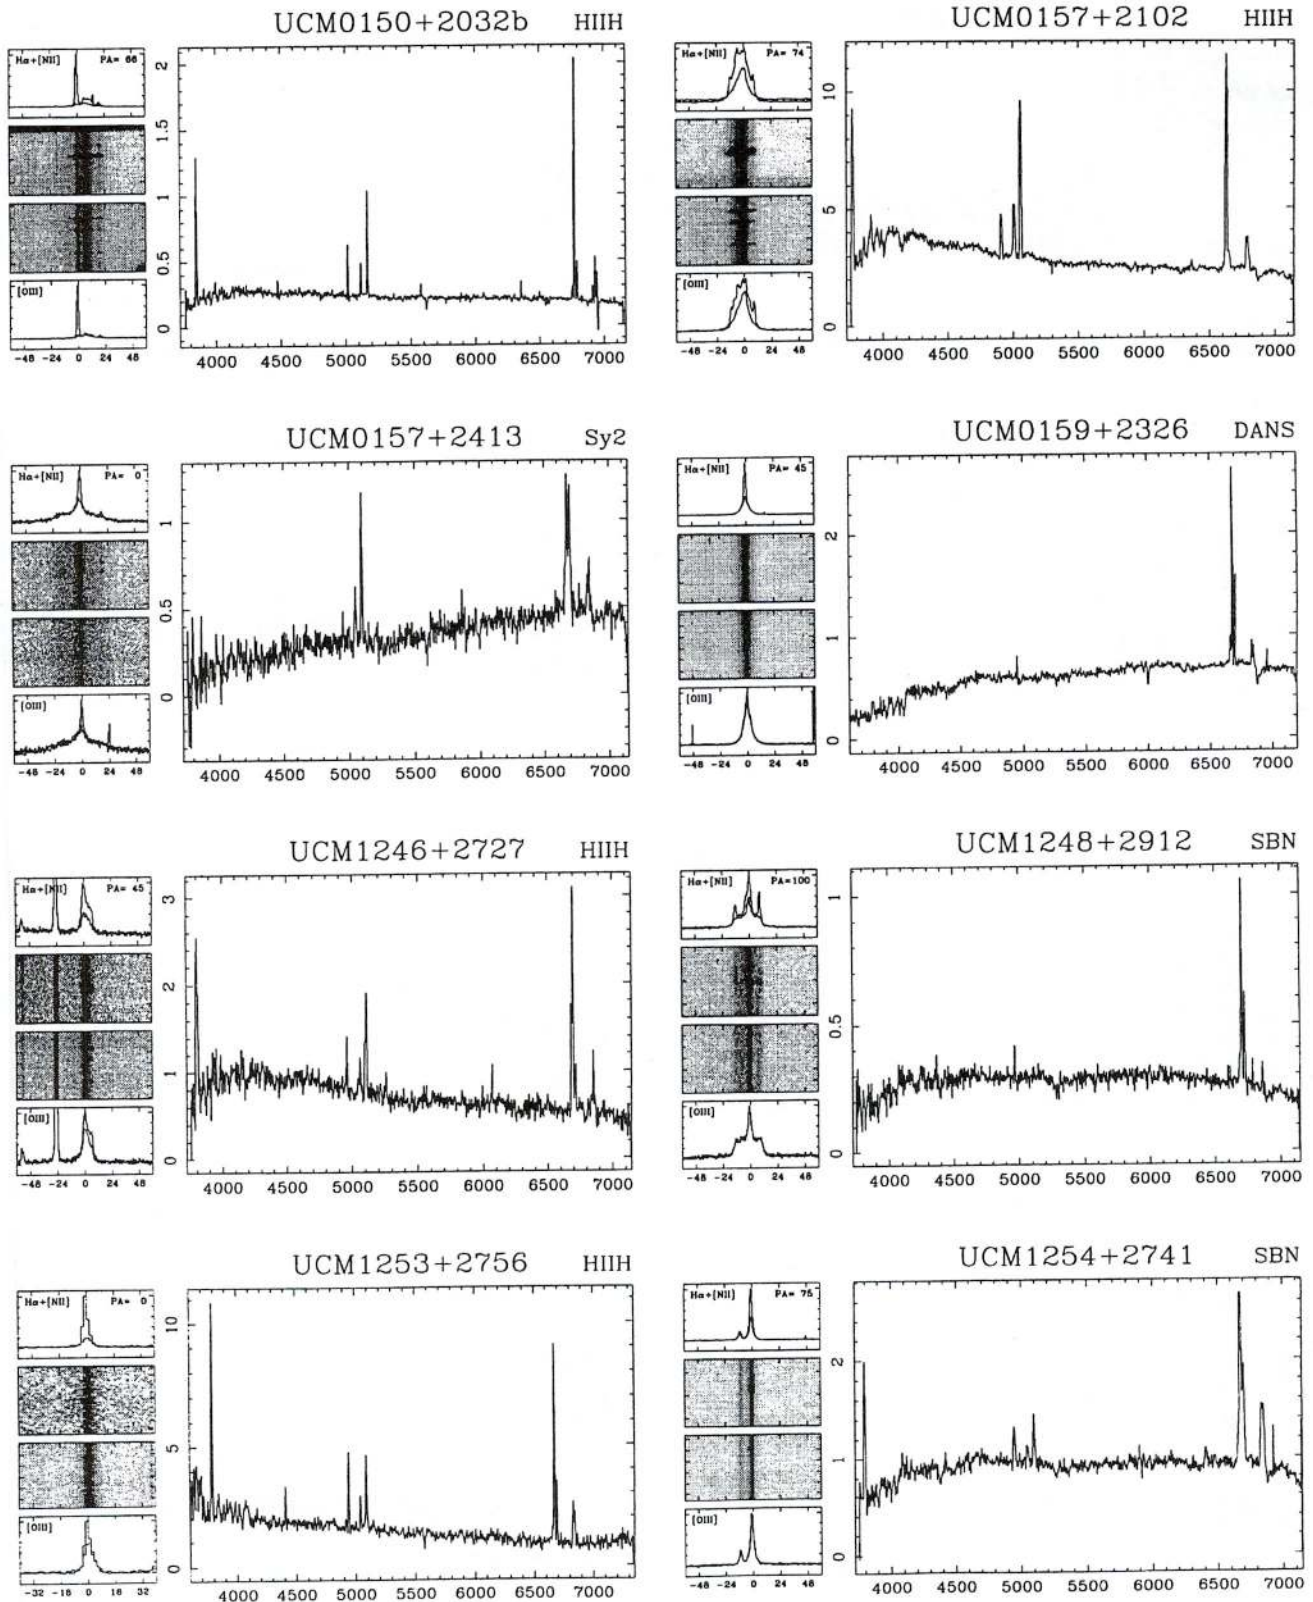 UCM0150+2032b HIIH
Hα+[NII] PA= 66
[OIII]
-48 -24 0 24 48
0 0.5 1 1.5 2
4000 4500 5000 5500 6000 6500 7000
UCM0157+2102 HIIH
Hα+[NII] PA= 74
[OIII]
-48 -24 0 24 48
0 5 10
4000 4500 5000 5500 6000 6500 7000
UCM0157+2413 Sy2
Hα+[NII] PA= 0
[OIII]
-48 -24 0 24 48
0 0.5 1
4000 4500 5000 5500 6000 6500 7000
UCM0159+2326 DANS
Hα+[NII] PA= 45
[OIII]
-48 -24 0 24 48
0 1 2
4000 4500 5000 5500 6000 6500 7000
UCM1246+2727 HIIH
Hα+[NII] PA= 45
[OIII]
-48 -24 0 24 48
0 1 2 3
4000 4500 5000 5500 6000 6500 7000
UCM1248+2912 SBN
Hα+[NII] PA=100
[OIII]
-48 -24 0 24 48
0 0.5 1
4000 4500 5000 5500 6000 6500 7000
UCM1253+2756 HIIH
Hα+[NII] PA= 0
[OIII]
-32 -16 0 16 32
0 5 10
4000 4500 5000 5500 6000 6500 7000
UCM1254+2741 SBN
Hα+[NII] PA= 75
[OIII]
-48 -24 0 24 48
0 1 2
4000 4500 5000 5500 6000 6500 7000